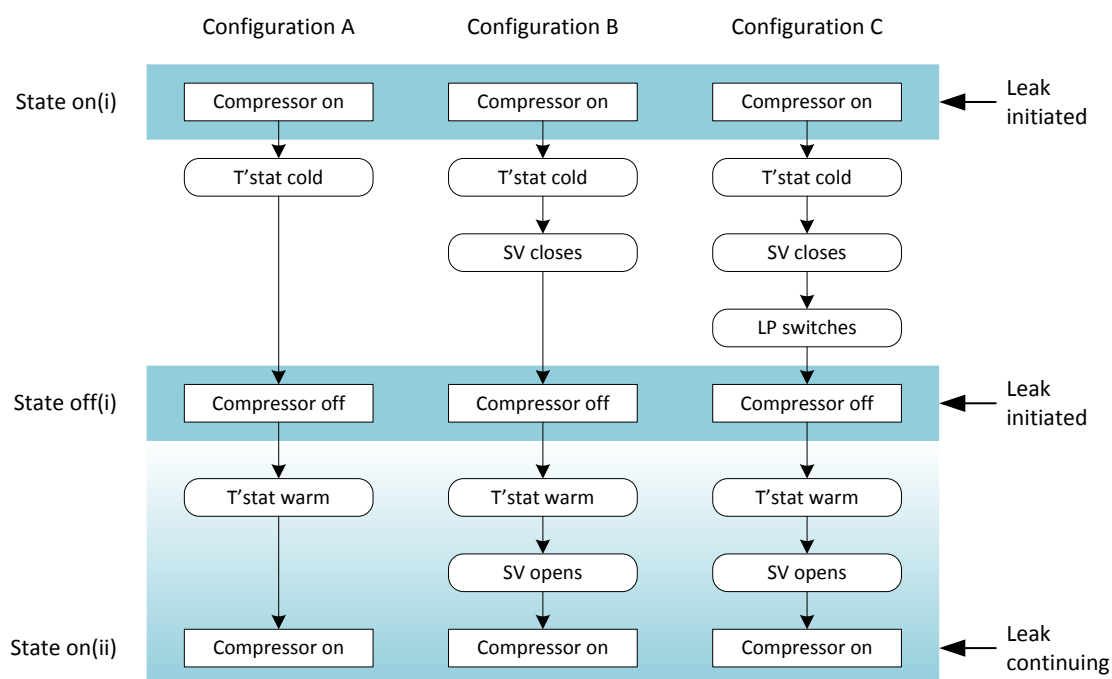 Configuration A
Configuration B
Configuration C
State on(i)
Compressor on
Compressor on
Compressor on
Leak
initiated
T’stat cold
T’stat cold
T’stat cold
SV closes
SV closes
LP switches
State off(i)
Compressor off
Compressor off
Compressor off
Leak
initiated
T’stat warm
T’stat warm
T’stat warm
SV opens
SV opens
State on(ii)
Compressor on
Compressor on
Compressor on
Leak
continuing